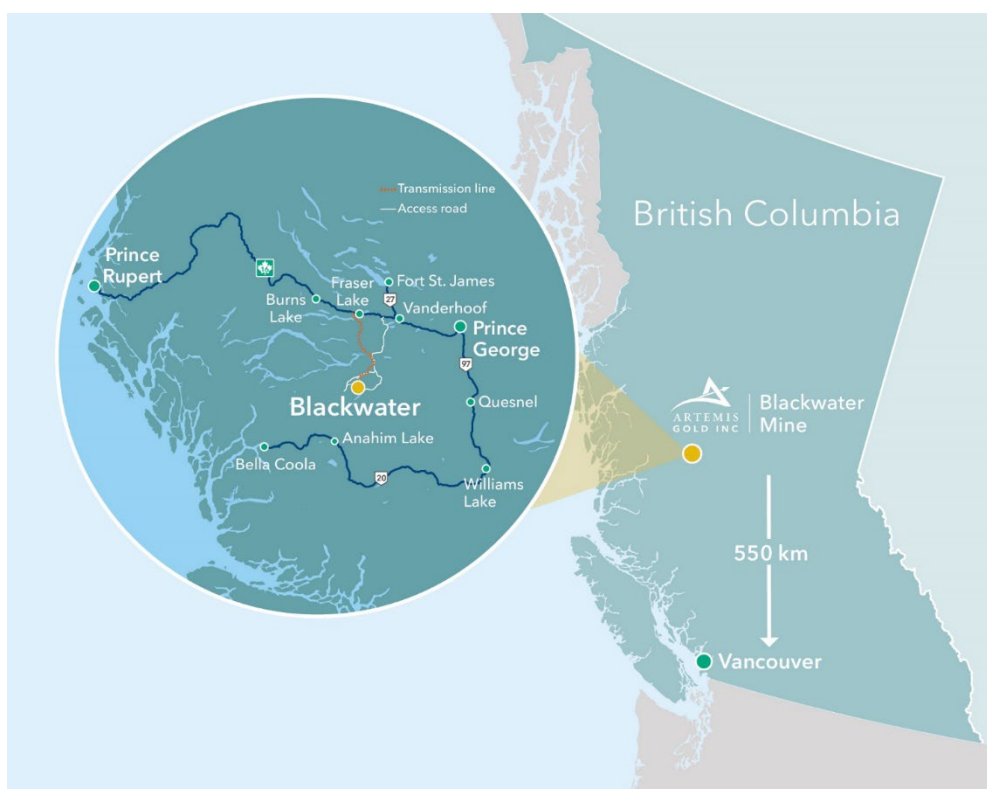 British Columbia
Transmission line
Access road
Prince
Rupert
16
Burns
Lake
Fraser
Lake
Fort St. James
27
Vanderhoof
Prince
George
97
Blackwater
Quesnel
Anahim Lake
Bella Coola
20
Williams
Lake
ARTEMIS
GOLD INC
Blackwater
Mine
550 km
Vancouver